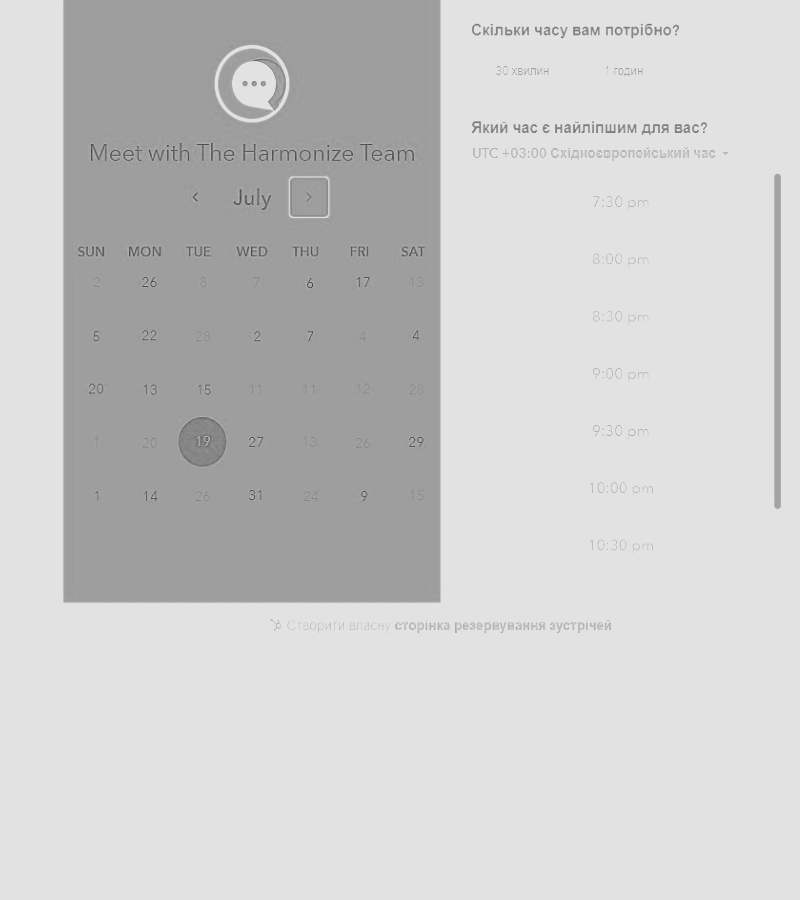 Скільки часу вам потрібно?
30 хвилин 1 годин
Meet with The Harmonize Team
July
SUN MON TUE WED THU FRI SAT
2 26 8 7 6 17 13
5 22 28 2 7 4 4
20 13 15 11 11 12 28
1 20 19 27 13 26 29
1 14 26 31 24 9 15
Який час є найліпшим для вас?
UTC +03:00 Східноєвропейський час
7:30 pm
8:00 pm
8:30 pm
9:00 pm
9:30 pm
10:00 pm
10:30 pm
Створити власну сторінка резервування зустрічей